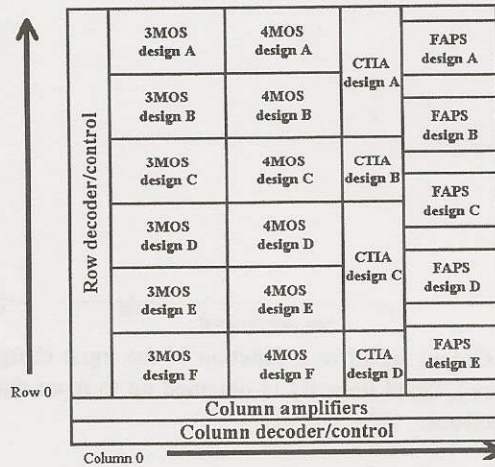 Row decoder/control
3MOS
design A
4MOS
design A
CTIA
design A
FAPS
design A
3MOS
design B
4MOS
design B
FAPS
design B
3MOS
design C
4MOS
design C
CTIA
design B
FAPS
design C
3MOS
design D
4MOS
design D
CTIA
design C
FAPS
design D
3MOS
design E
4MOS
design E
FAPS
design E
3MOS
design F
4MOS
design F
CTIA
design D
Row 0
Column amplifiers
Column decoder/control
Column 0